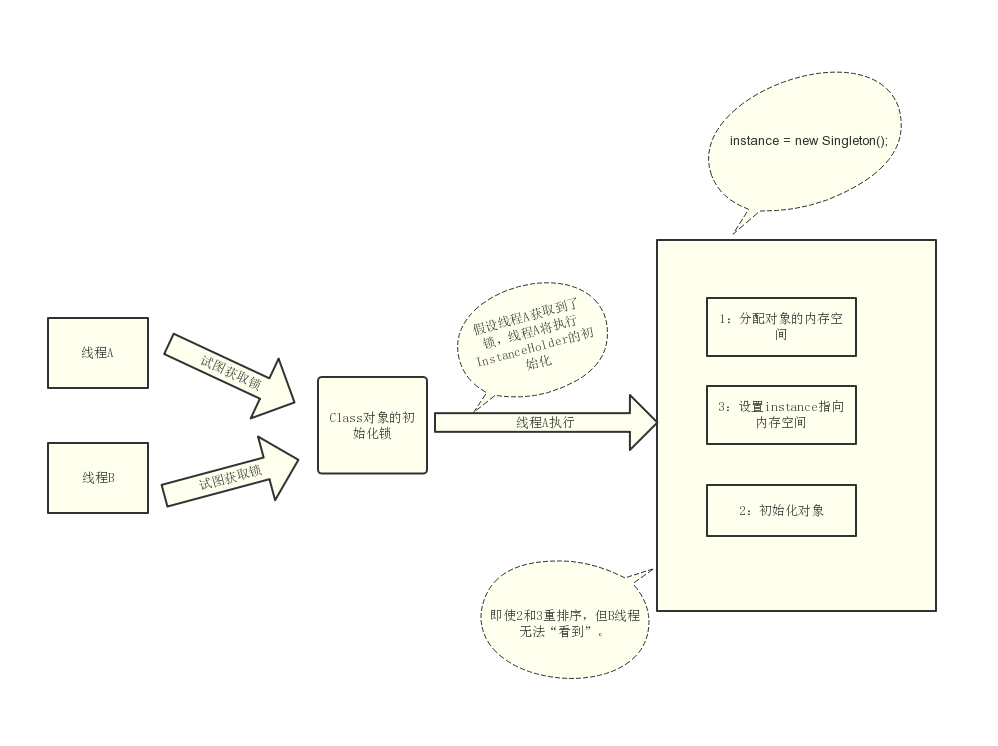 instance = new Singleton();
假设线程A获取到了
锁，线程A将执行
InstanceHolder的初
始化
1：分配对象的内存空
间
线程A
试图获取锁
Class对象的初
始化锁
线程A执行
3：设置instance指向
内存空间
线程B
试图获取锁
2：初始化对象
即使2和3重排序，但B线程
无法“看到”。